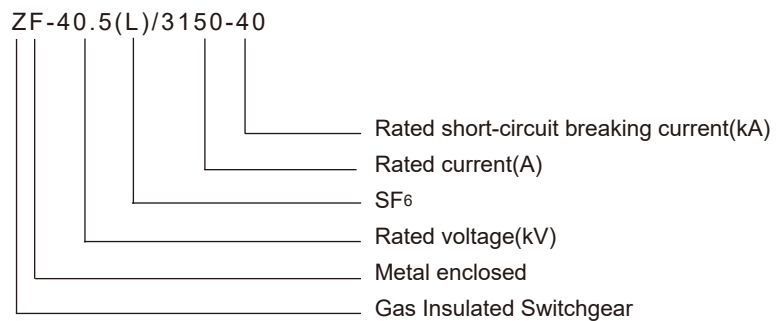 ZF-40.5(L)/3150-40
Rated short-circuit breaking current(kA)
Rated current(A)
SF6
Rated voltage(kV)
Metal enclosed
Gas Insulated Switchgear